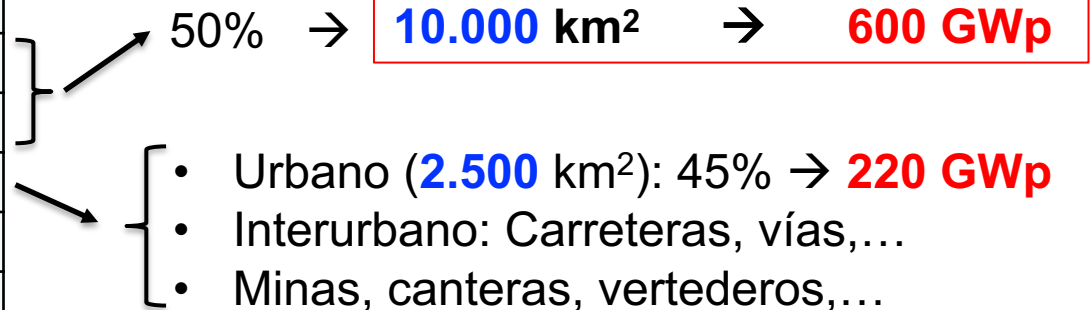 50% → 10.000 km² → 600 GWp
• Urbano (2.500 km²): 45% → 220 GWp
• Interurbano: Carreteras, vías,…
• Minas, canteras, vertederos,…